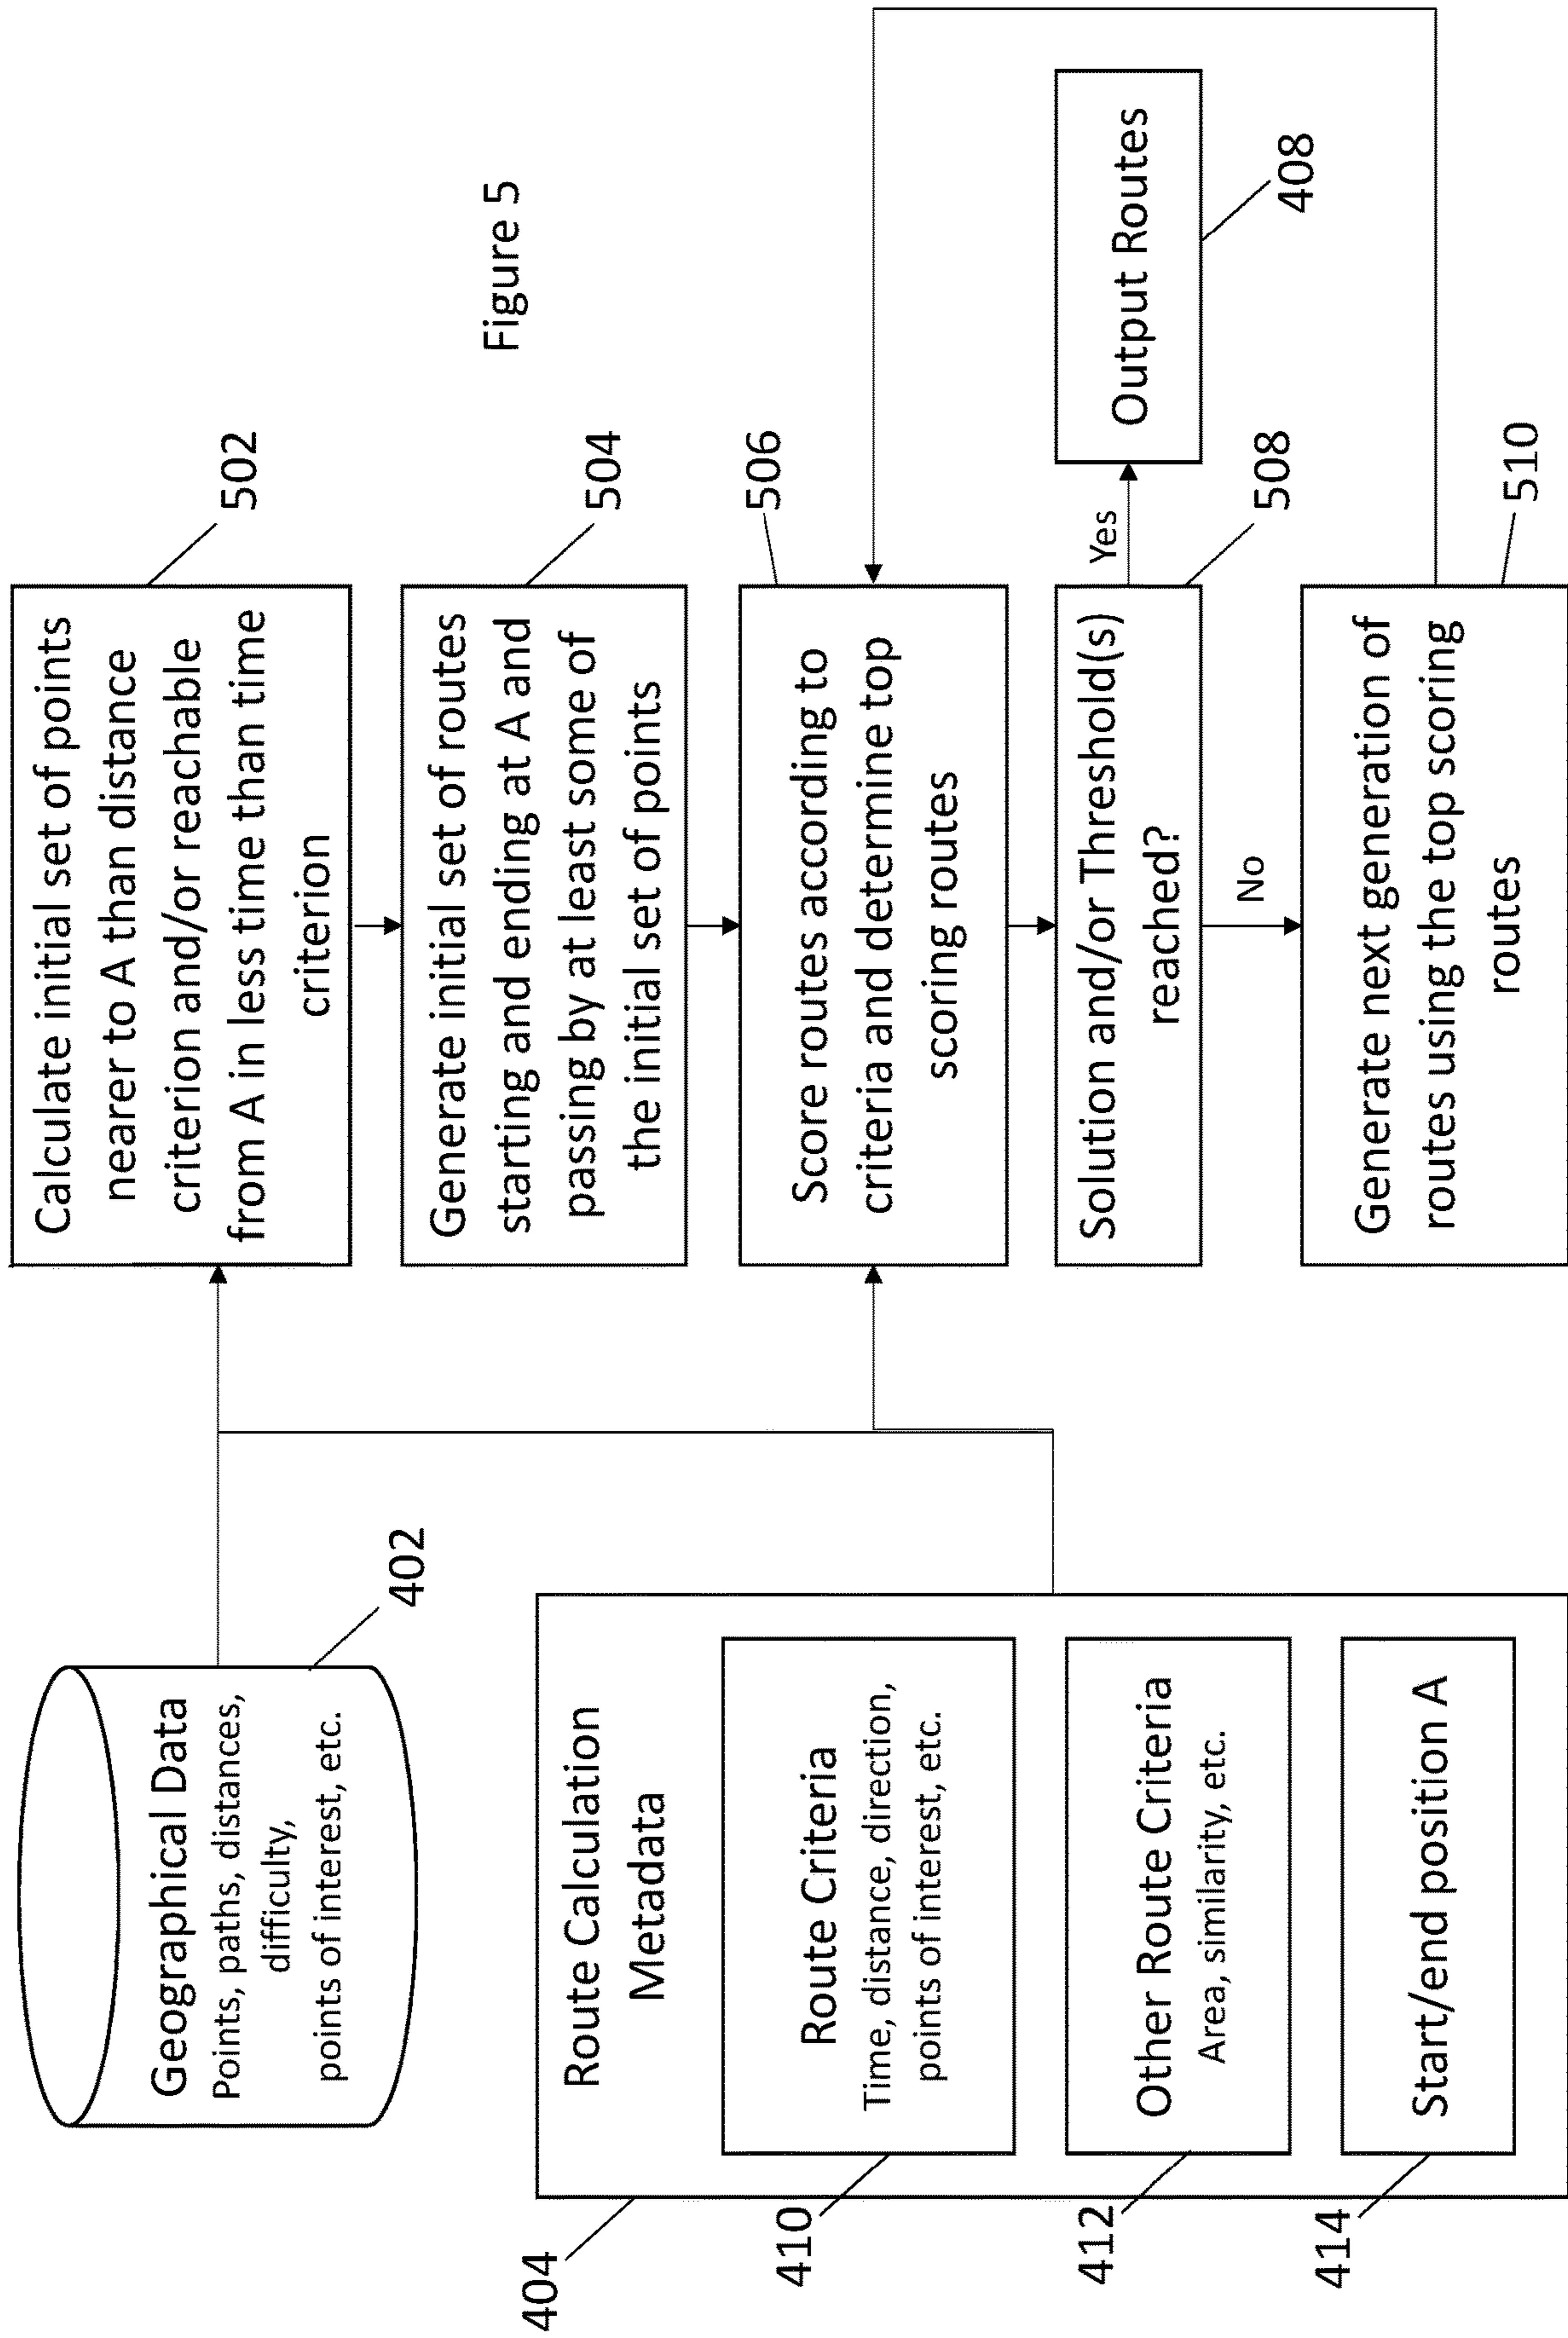 Geographical Data
Points, paths, distances,
difficulty,
points of interest, etc.
402
404
Route Calculation
Metadata
410
Route Criteria
Time, distance, direction,
points of interest, etc.
412
Other Route Criteria
Area, similarity, etc.
414
Start/end position A
Calculate initial set of points
nearer to A than distance
criterion and/or reachable
from A in less time than time
criterion
502
Generate initial set of routes
starting and ending at A and
passing by at least some of
the initial set of points
504
Score routes according to
criteria and determine top
scoring routes
506
Solution and/or Threshold(s)
reached?
508
Yes
Output Routes
408
No
Generate next generation of
routes using the top scoring
routes
510
Figure 5